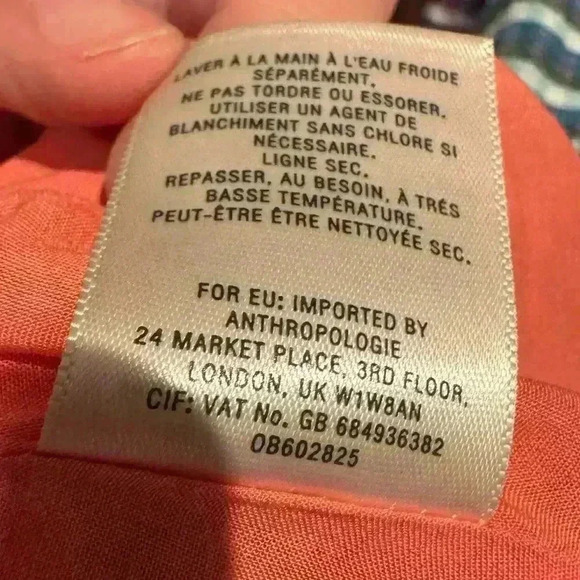 LAVER À LA MAIN À L'EAU FROIDE
SÉPARÉMENT.
NE PAS TORDRE OU ESSORER.
UTILISER UN AGENT DE
BLANCHIMENT SANS CHLORE SI
NÉCESSAIRE.
LIGNE SEC.
REPASSER, AU BESOIN, À TRÉS
BASSE TEMPÉRATURE.
PEUT-ÊTRE ÊTRE NETTOYÉE SEC.
FOR EU: IMPORTED BY
ANTHROPOLOGIE
24 MARKET PLACE, 3RD FLOOR,
LONDON, UK W1W8AN
CIF: VAT No. GB 684936382
OB602825